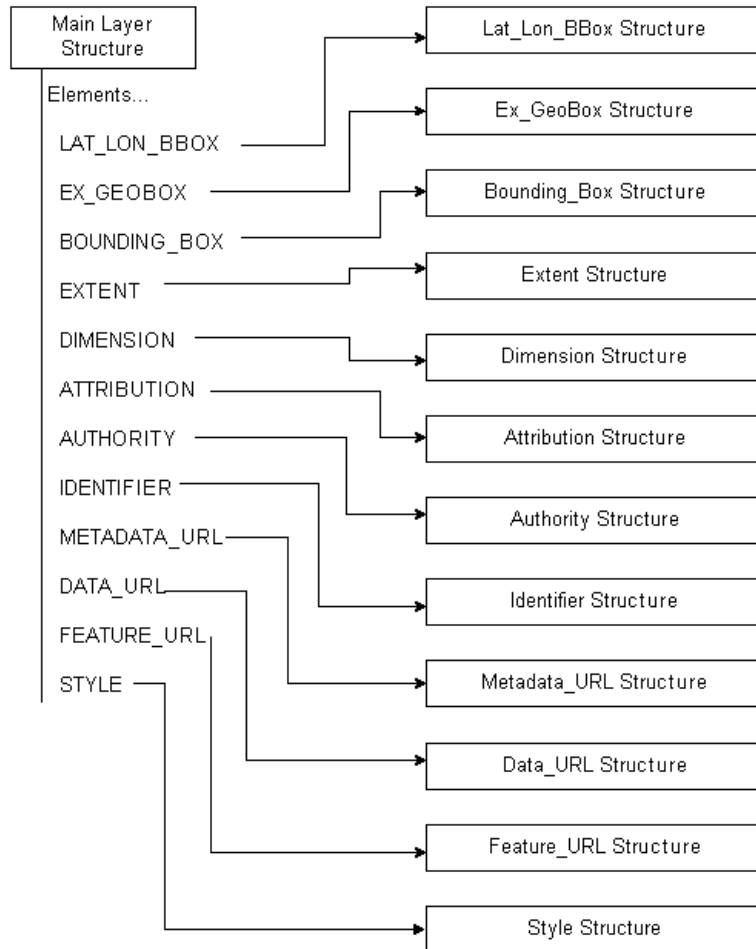 Main Layer
Structure
Elements...
LAT_LON_BBOX
EX_GEOBOX
BOUNDING_BOX
EXTENT
DIMENSION
ATTRIBUTION
AUTHORITY
IDENTIFIER
METADATA_URL
DATA_URL
FEATURE_URL
STYLE
Lat_Lon_BBox Structure
Ex_GeoBox Structure
Bounding_Box Structure
Extent Structure
Dimension Structure
Attribution Structure
Authority Structure
Identifier Structure
Metadata_URL Structure
Data_URL Structure
Feature_URL Structure
Style Structure